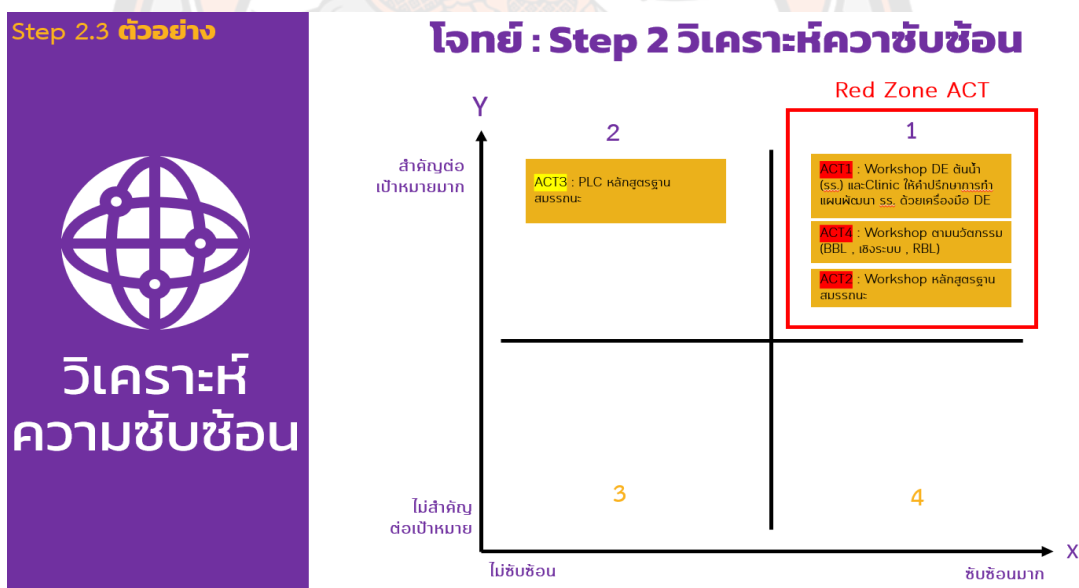 Step 2.3 ตัวอย่าง
วิเคราะห์
ความซับซ้อน
โจทย์ : Step 2 วิเคราะห์ควาซับซ้อน
Red Zone ACT
Y
2
1
สำคัญต่อ
เป้าหมายมาก
ACT3 : PLC หลักสูตรฐาน
สมรรถนะ
ACT1 : Workshop DE ต้นน้ำ
(รร.) และClinic ให้คำปรึกษาการทำ
แผนพัฒนา รร. ด้วยเครื่องมือ DE
ACT4 : Workshop ตามนวัตกรรม
(BBL , เชิงระบบ , RBL)
ACT2 : Workshop หลักสูตรฐาน
สมรรถนะ
3
4
ไม่สำคัญ
ต่อเป้าหมาย
X
ไม่ซับซ้อน
ซับซ้อนมาก